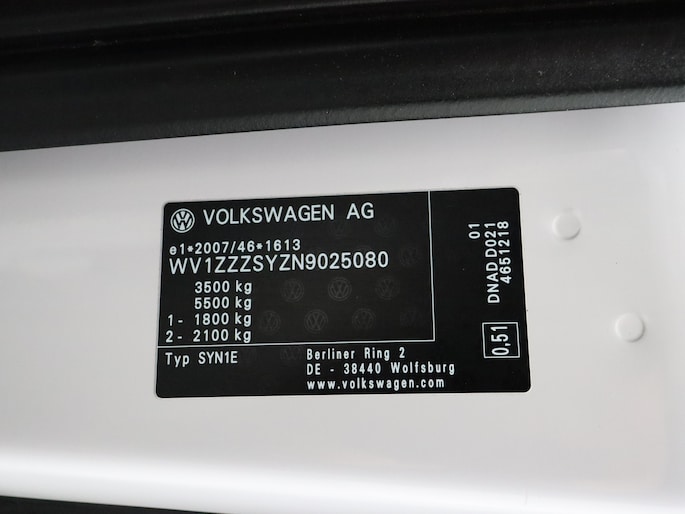 VOLKSWAGEN AG
e1*2007/46*1613
WV1ZZZSYZN9025080
3500 kg
5500 kg
1- 1800 kg
2- 2100 kg
Typ SYN1E
Berliner Ring 2
DE - 38440 Wolfsburg
www.volkswagen.com
01
DNAD D021
4651218
0,51